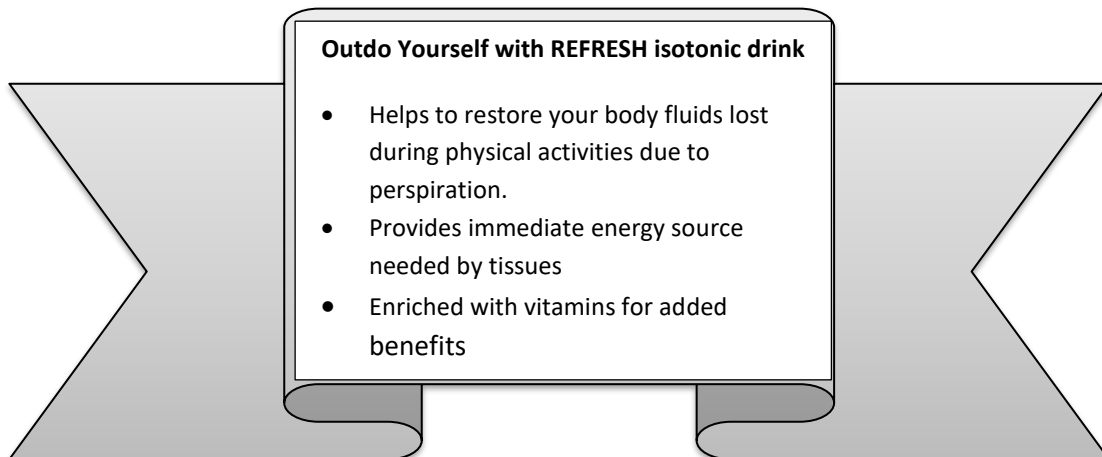 Outdo Yourself with REFRESH isotonic drink
• Helps to restore your body fluids lost
during physical activities due to
perspiration.
• Provides immediate energy source
needed by tissues
• Enriched with vitamins for added
benefits